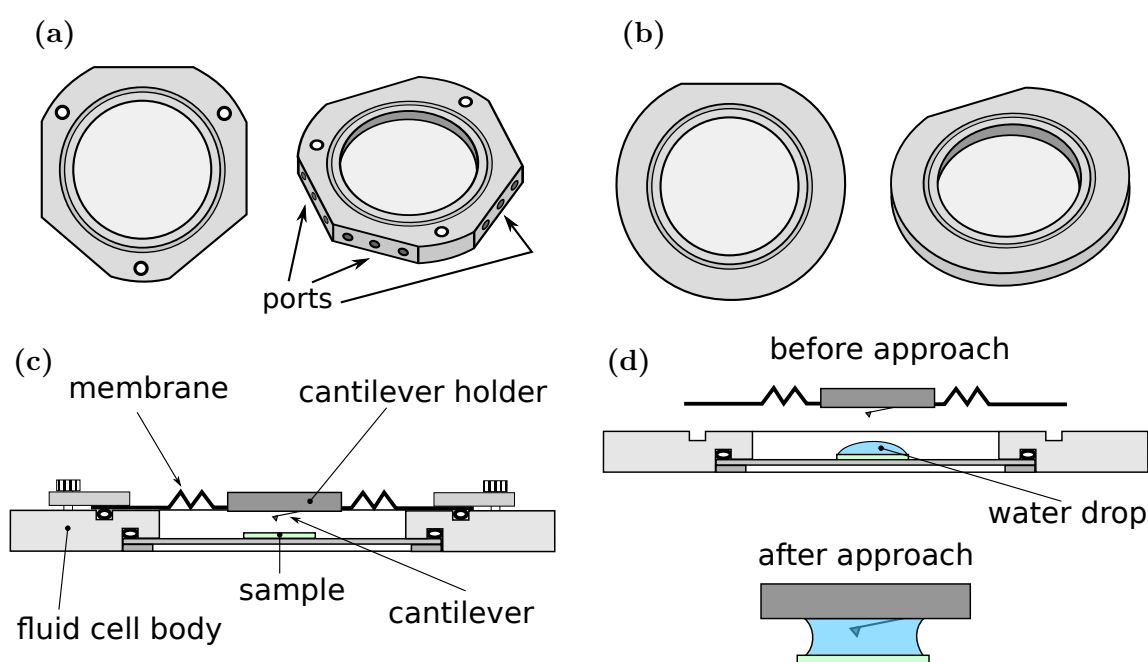 (a)
(b)
ports
(c)
membrane
cantilever holder
sample
cantilever
fluid cell body
(d)
before approach
water drop
after approach